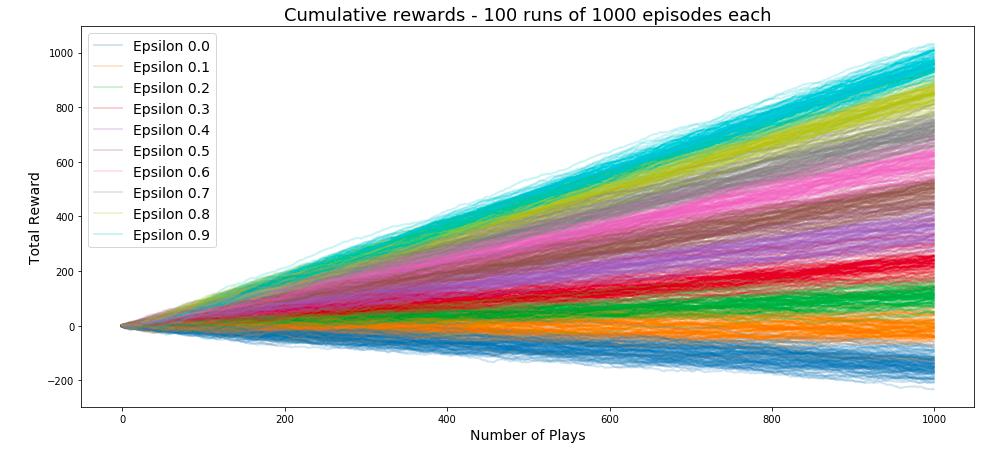 Cumulative rewards - 100 runs of 1000 episodes each
Total Reward
1000
800
600
400
200
0
−200
Epsilon 0.0
Epsilon 0.1
Epsilon 0.2
Epsilon 0.3
Epsilon 0.4
Epsilon 0.5
Epsilon 0.6
Epsilon 0.7
Epsilon 0.8
Epsilon 0.9
0 200 400 600 800 1000
Number of Plays